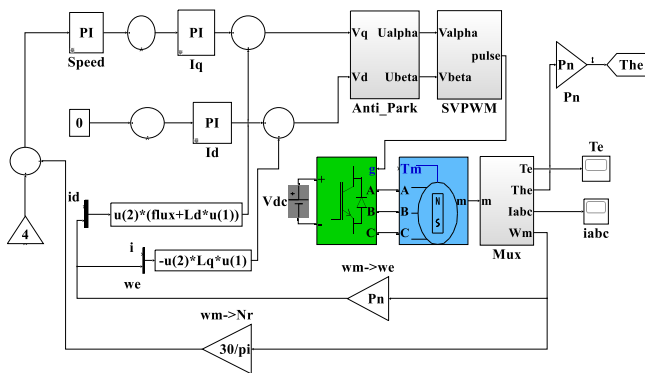 PI
Speed
PI
Iq
Vq
Ualpha
Vd
Ubeta
Anti_Park
Valpha
pulse
Vbeta
SVPWM
Pn
Pn
The
0
PI
Id
4
id
u(2)*(flux+Ld*u(1))
i
-u(2)*Lq*u(1)
we
Vdc
+
-
g
A
B
C
Tm
A
B
C
N
S
m
m
Te
The
Iabc
Wm
Mux
Te
iabc
wm->we
Pn
wm->Nr
30/pi